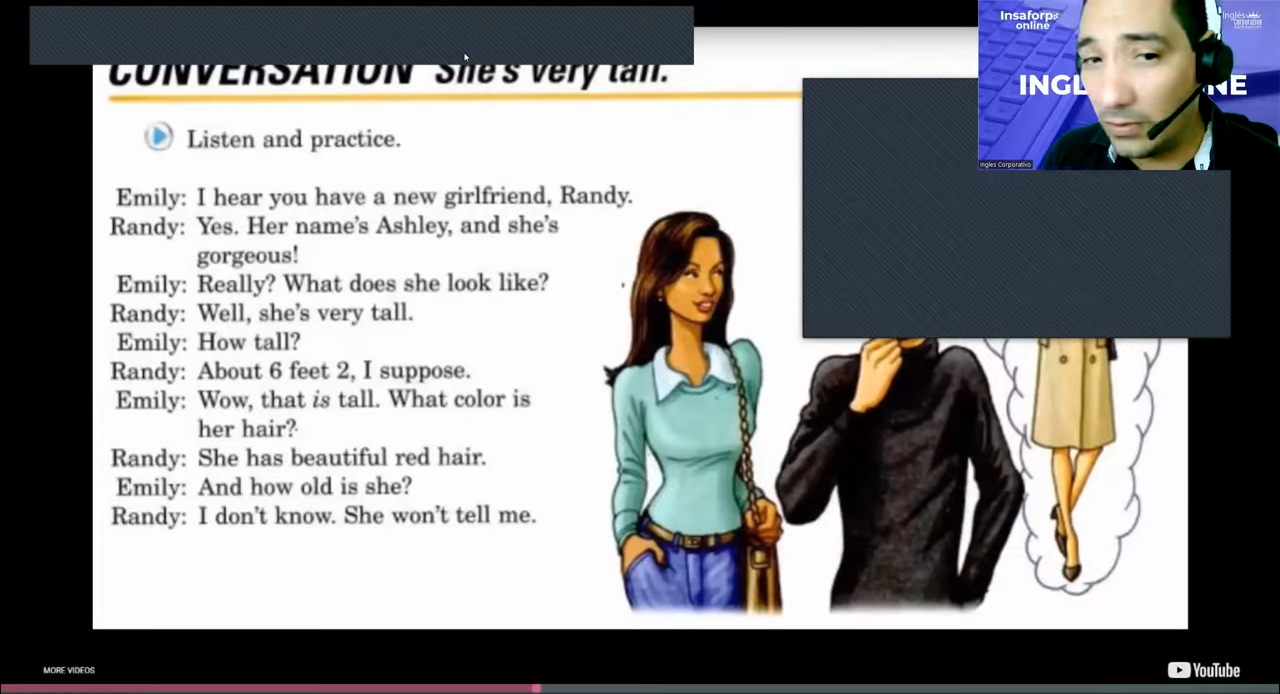 CONVERSATION She's very tall.
Listen and practice.
Emily: I hear you have a new girlfriend, Randy.
Randy: Yes. Her name's Ashley, and she's
gorgeous!
Emily: Really? What does she look like?
Randy: Well, she's very tall.
Emily: How tall?
Randy: About 6 feet 2, I suppose.
Emily: Wow, that is tall. What color is
her hair?
Randy: She has beautiful red hair.
Emily: And how old is she?
Randy: I don't know. She won't tell me.
Insaforp
online
Inglés
Corporativo
INGL NE
Ingles Corporativo
MORE VIDEOS
YouTube